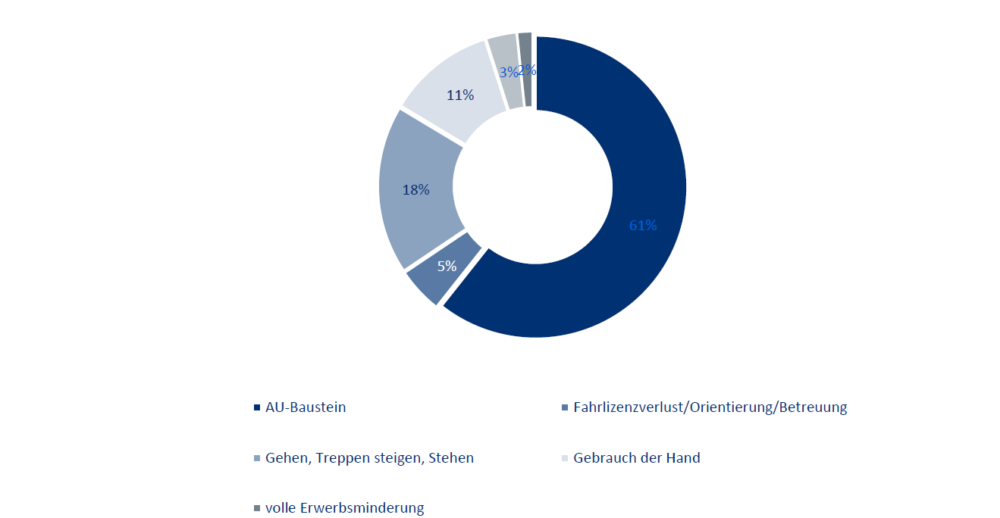 3%
2%
11%
18%
61%
5%
AU-Baustein
Fahrlizenzverlust/Orientierung/Betreuung
Gehen, Treppen steigen, Stehen
Gebrauch der Hand
volle Erwerbsminderung